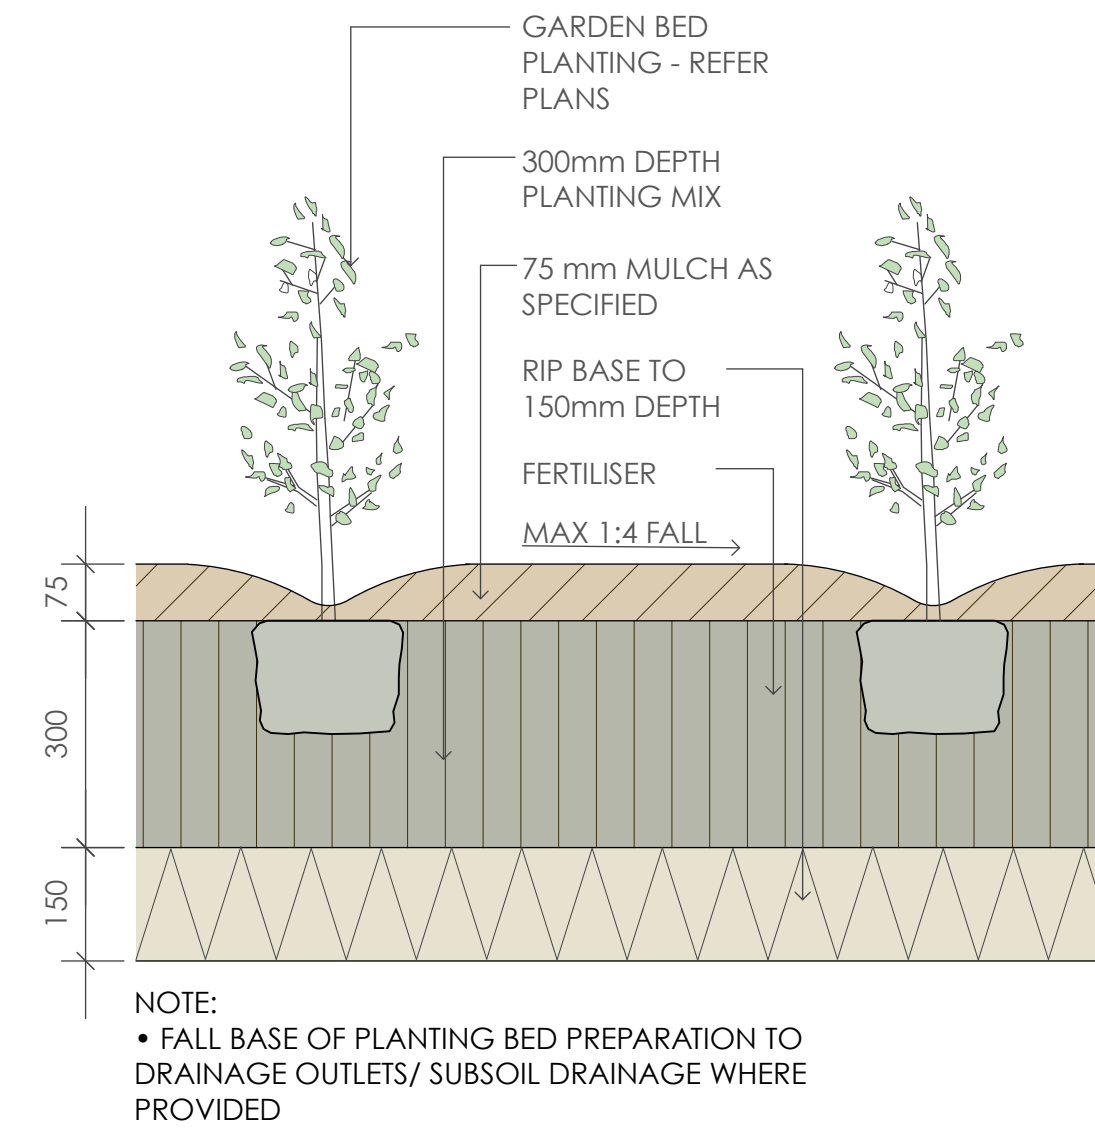 GARDEN BED
PLANTING - REFER
PLANS
300mm DEPTH
PLANTING MIX
75 mm MULCH AS
SPECIFIED
RIP BASE TO
150mm DEPTH
FERTILISER
MAX 1:4 FALL
75
300
150
NOTE:
• FALL BASE OF PLANTING BED PREPARATION TO
DRAINAGE OUTLETS/ SUBSOIL DRAINAGE WHERE
PROVIDED